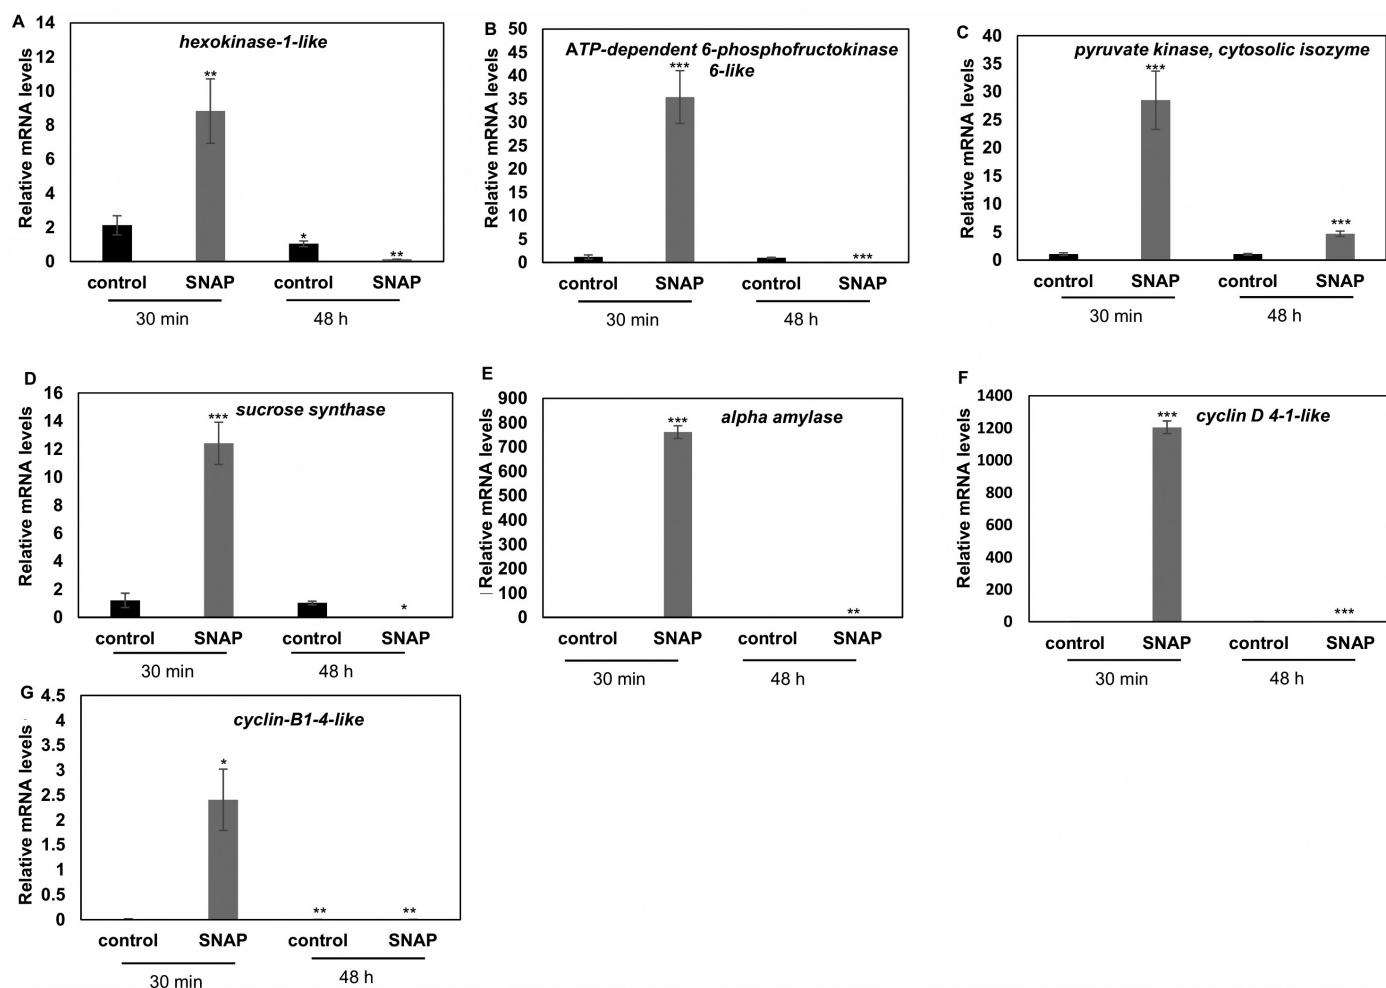 A
hexokinase-1-like
Relative mRNA levels
14
12
10
8
6
4
2
0
**
*
**
control SNAP control SNAP
30 min 48 h
B
ATP-dependent 6-phosphofructokinase
6-like
Relative mRNA levels
50
45
40
35
30
25
20
15
10
5
0
***
***
control SNAP control SNAP
30 min 48 h
C
pyruvate kinase, cytosolic isozyme
Relative mRNA levels
40
35
30
25
20
15
10
5
0
***
***
control SNAP control SNAP
30 min 48 h
D
sucrose synthase
Relative mRNA levels
16
14
12
10
8
6
4
2
0
***
*
control SNAP control SNAP
30 min 48 h
E
alpha amylase
Relative mRNA levels
900
800
700
600
500
400
300
200
100
0
***
**
control SNAP control SNAP
30 min 48 h
F
cyclin D 4-1-like
Relative mRNA levels
1400
1200
1000
800
600
400
200
0
***
***
control SNAP control SNAP
30 min 48 h
G
cyclin-B1-4-like
Relative mRNA levels
4.5
4
3.5
3
2.5
2
1.5
1
0.5
0
*
**
**
control SNAP control SNAP
30 min 48 h